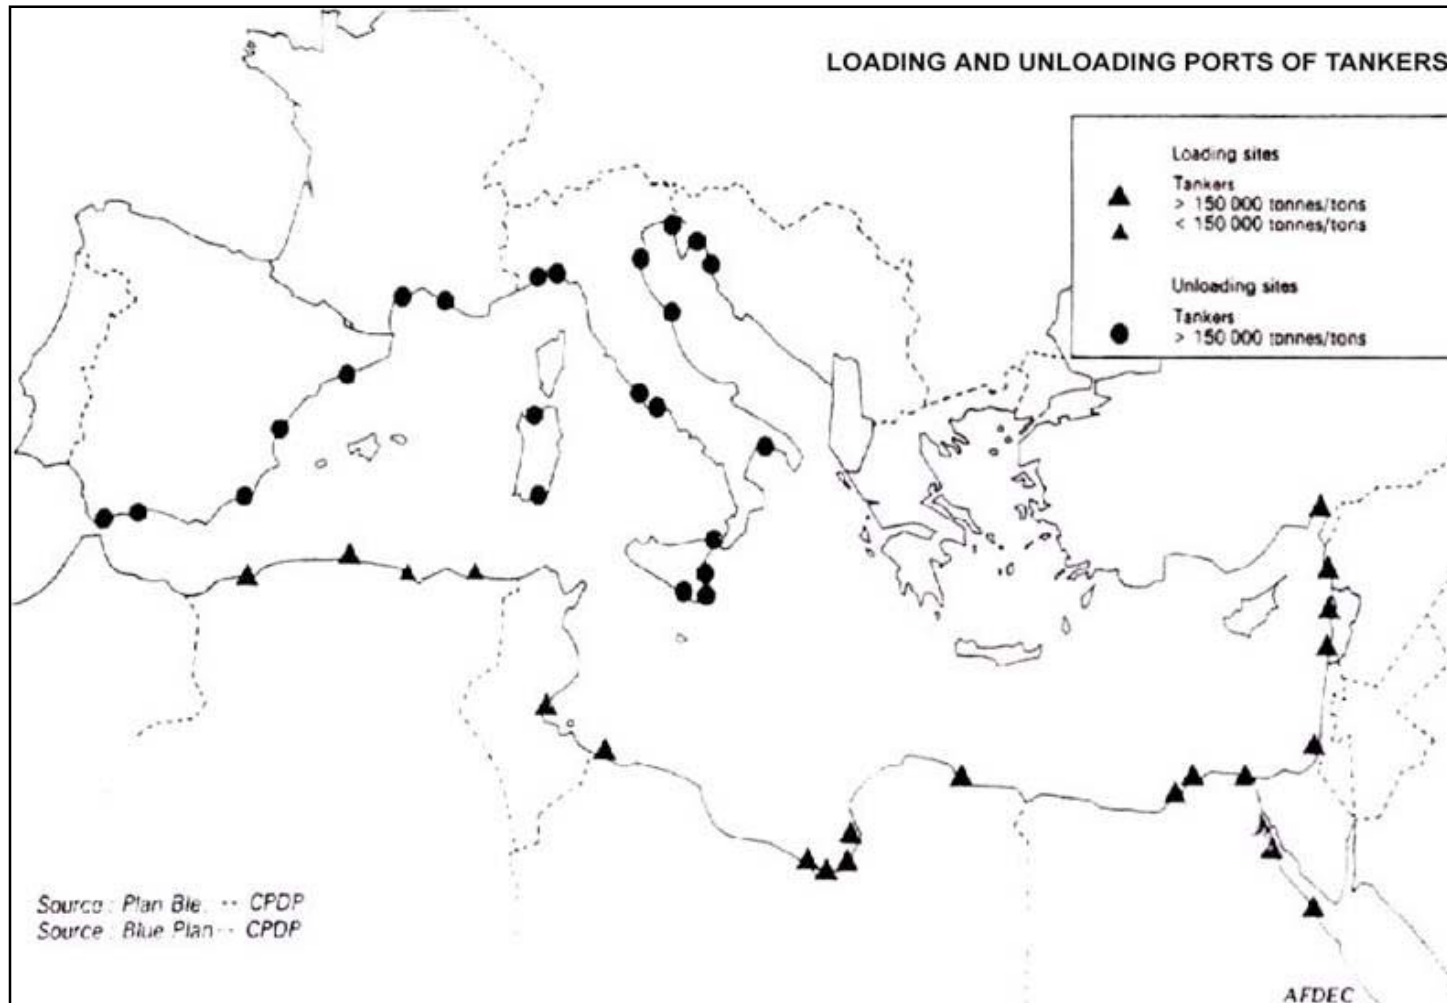 LOADING AND UNLOADING PORTS OF TANKERS
Loading sites
Tankers
> 150 000 tonnes/tons
< 150 000 tonnes/tons
Unloading sites
Tankers
> 150 000 tonnes/tons
Source : Plan Ble. -- CPDP
Source : Blue Plan -- CPDP
AFDEC